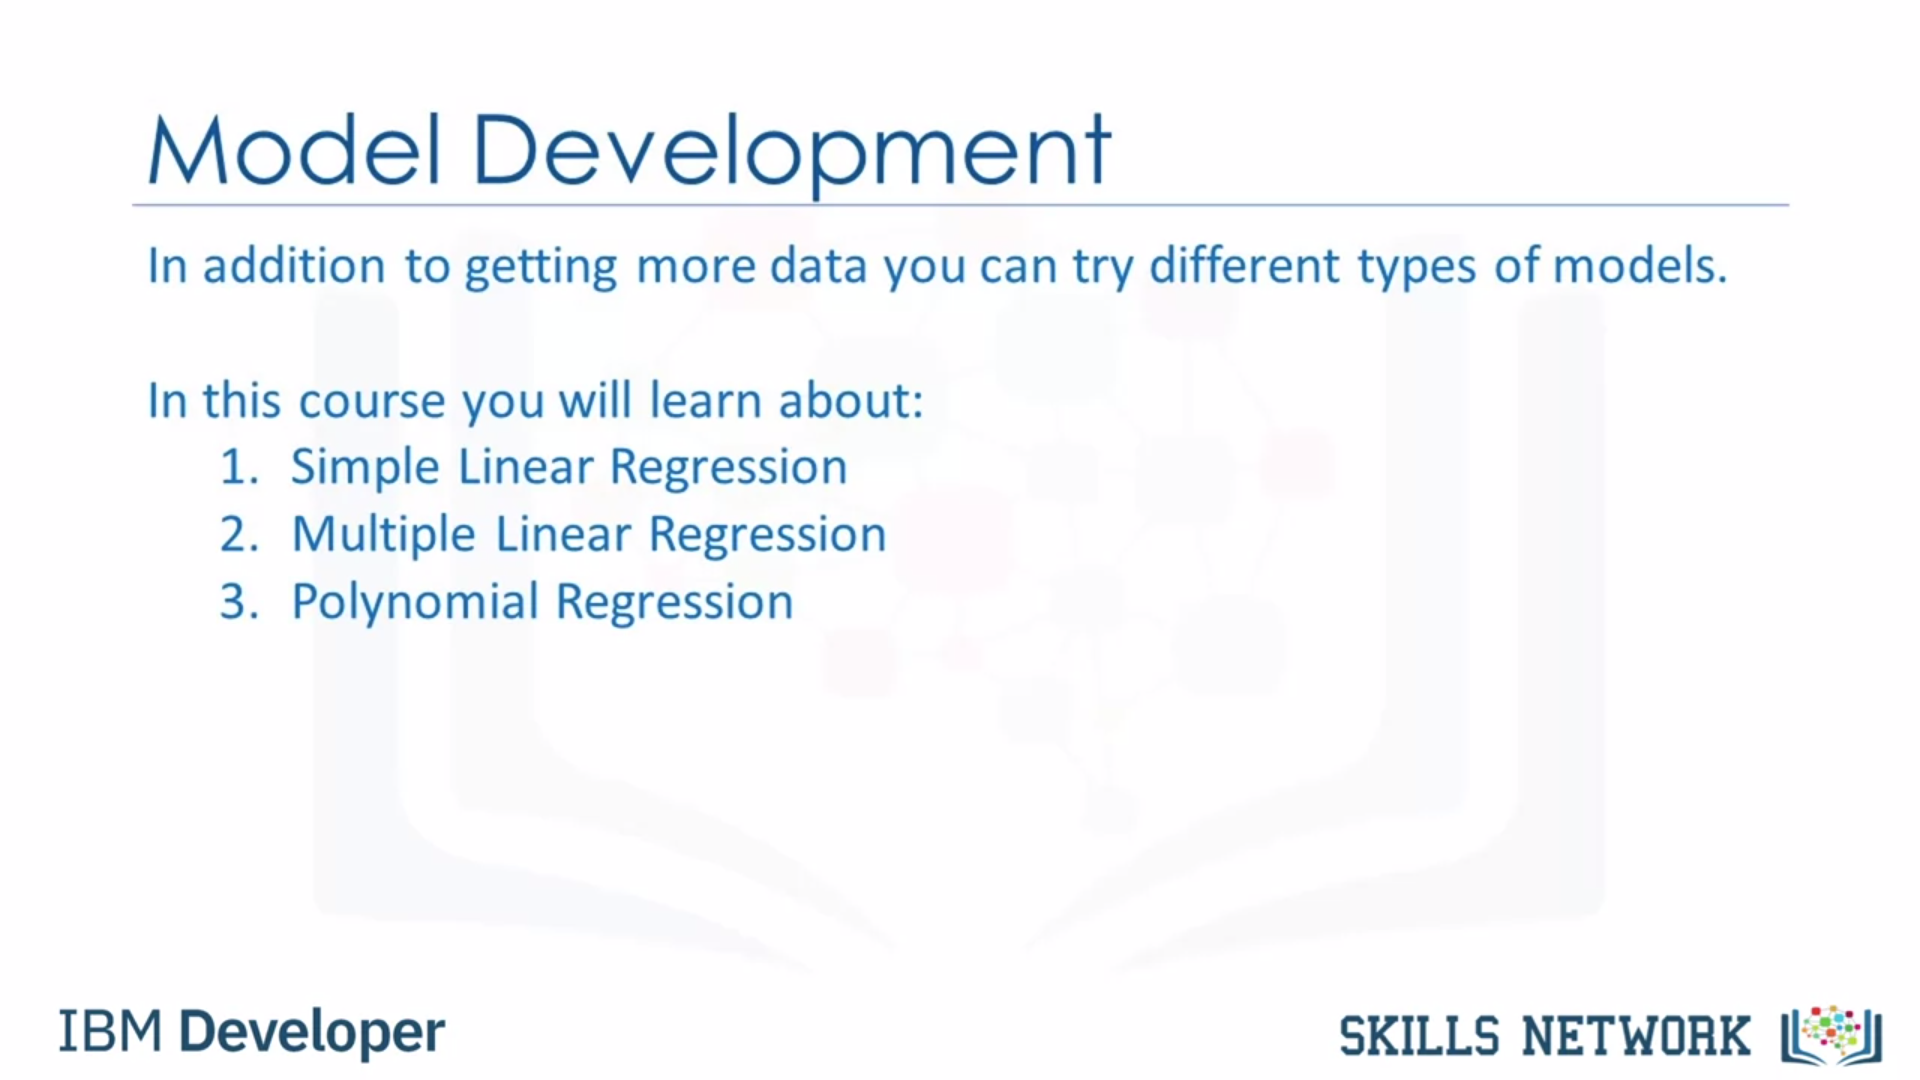 Model Development
In addition to getting more data you can try different types of models.
In this course you will learn about:
1. Simple Linear Regression
2. Multiple Linear Regression
3. Polynomial Regression
IBM Developer
SKILLS NETWORK